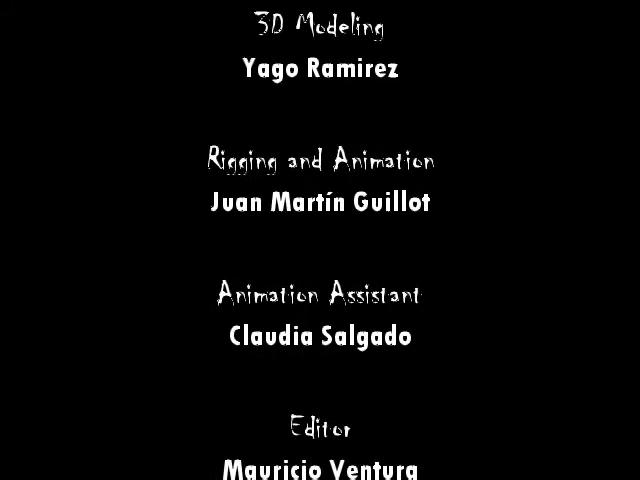 3D Modeling
Yago Ramirez
Rigging and Animation
Juan Martín Guillot
Animation Assistant
Claudia Salgado
Editor
Mauricio Ventura